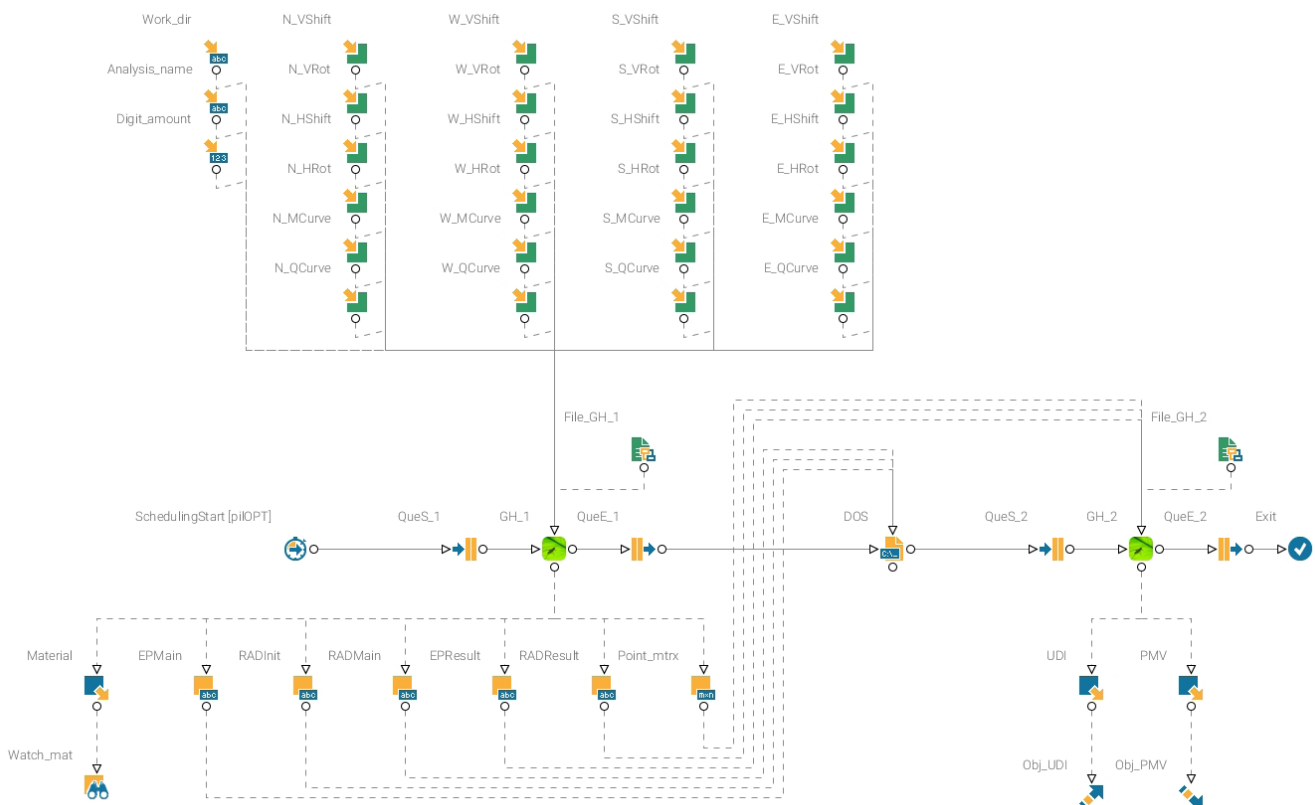 Work_dir N_VShift W_VShift S_VShift E_VShift
abc
Analysis_name N_VRot W_VRot S_VRot E_VRot
abc
Digit_amount N_HShift W_HShift S_HShift E_HShift
123
N_HRot W_HRot S_HRot E_HRot
N_MCurve W_MCurve S_MCurve E_MCurve
N_QCurve W_QCurve S_QCurve E_QCurve
File_GH_1 File_GH_2
SchedulingStart [pilOPT] QueS_1 GH_1 QueE_1 DOS QueS_2 GH_2 QueE_2 Exit
C:\...
Material EPMain RADInit RADMain EPResult RADResult Point_mtrx UDI PMV
abc abc abc abc abc m×n
Watch_mat Obj_UDI Obj_PMV